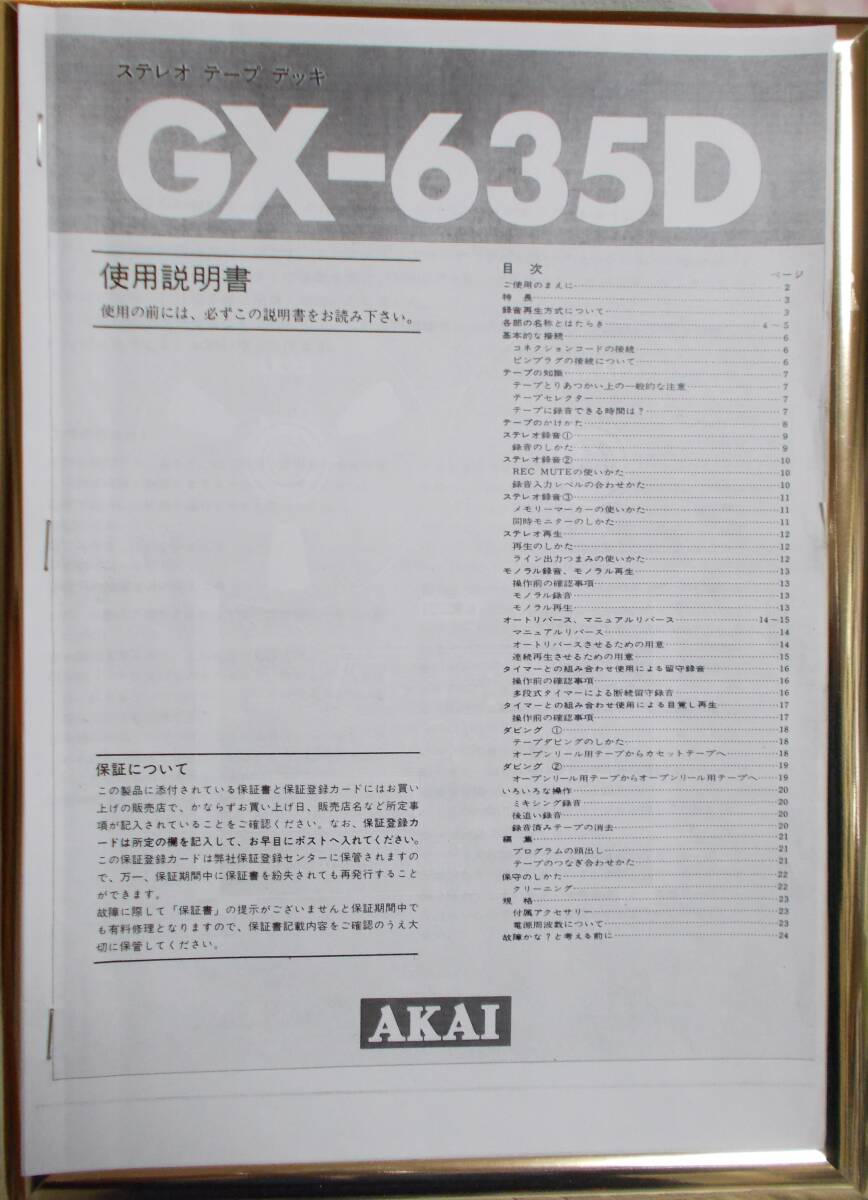 ステレオ テープ デッキ
GX-635D
使用説明書
使用の前には、必ずこの説明書をお読み下さい。
目 次
ページ
ご使用のまえに 2
特 長 3
録音再生方式について 3
各部の名称とはたらき 4〜5
基本的な接続 6
コネクションコードの接続 6
ピンプラグの接続について 6
テープの知識 7
テープとりあつかい上の一般的な注意 7
テープセレクター 7
テープに録音できる時間は? 7
テープのかけかた 8
ステレオ録音① 9
録音のしかた 9
ステレオ録音② 10
REC MUTEの使いかた 10
録音入力レベルの合わせかた 10
ステレオ録音③ 11
メモリーマーカーの使いかた 11
同時モニターのしかた 11
ステレオ再生 12
再生のしかた 12
ライン出力つまみの使いかた 12
モノラル録音、モノラル再生 13
操作前の確認事項 13
モノラル録音 13
モノラル再生 13
オートリバース、マニュアルリバース 14〜15
マニュアルリバース 14
オートリバースさせるための用意 14
連続再生させるための用意 15
タイマーとの組み合わせ使用による留守録音 16
操作前の確認事項 16
多段式タイマーによる断続留守録音 16
タイマーとの組み合わせ使用による目覚し再生 17
操作前の確認事項 17
ダビング ① 18
テープダビングのしかた 18
オープンリール用テープからカセットテープへ 18
ダビング ② 19
オープンリール用テープからオープンリール用テープへ 19
いろいろな操作 20
ミキシング録音 20
後追い録音 20
録音済みテープの消去 20
編 集 21
プログラムの頭出し 21
テープのつなぎ合わせかた 21
保守のしかた 22
クリーニング 22
規 格 23
付属アクセサリー 23
電源周波数について 23
故障かな?と考える前に 24
保証について
この製品に添付されている保証書と保証登録カードにはお買い
上げの販売店で、かならずお買い上げ日、販売店名など所定事
項が記入されていることをご確認ください。なお、保証登録カ
ードは所定の欄を記入して、お早目にポストへ入れてください。
この保証登録カードは弊社保証登録センターに保管されますの
で、万一、保証期間中に保証書を紛失されても再発行すること
ができます。
故障に際して「保証書」の提示がございませんと保証期間中で
も有料修理となりますので、保証書記載内容をご確認のうえ大
切に保管してください。
AKAI